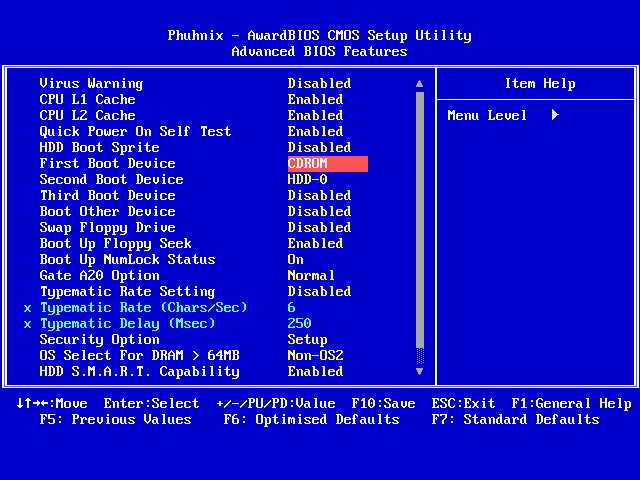 Phuhnix - AwardBIOS CMOS Setup Utility
Advanced BIOS Features
Virus Warning Disabled
CPU L1 Cache Enabled
CPU L2 Cache Enabled
Quick Power On Self Test Enabled
HDD Boot Sprite Disabled
First Boot Device CDROM
Second Boot Device HDD-0
Third Boot Device Disabled
Boot Other Device Disabled
Swap Floppy Drive Disabled
Boot Up Floppy Seek Enabled
Boot Up NumLock Status On
Gate A20 Option Normal
Typematic Rate Setting Disabled
x Typematic Rate (Chars/Sec) 6
x Typematic Delay (Msec) 250
Security Option Setup
OS Select For DRAM > 64MB Non-OS2
HDD S.M.A.R.T. Capability Enabled
Item Help
Menu Level
↓↑→←:Move Enter:Select +/-/PU/PD:Value F10:Save ESC:Exit F1:General Help
F5: Previous Values F6: Optimised Defaults F7: Standard Defaults